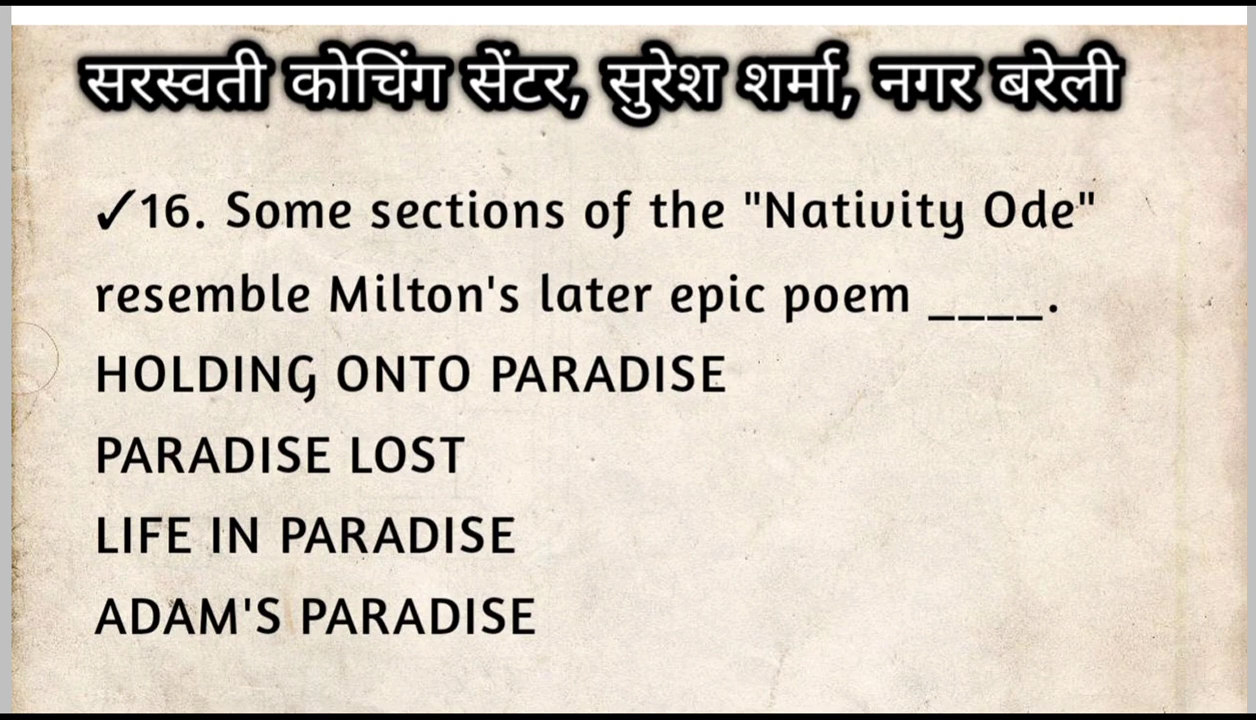 सरस्वती कोचिंग सेंटर, सुरेश शर्मा, नगर बरेली
✓16. Some sections of the "Nativity Ode"
resemble Milton's later epic poem ____.
HOLDING ONTO PARADISE
PARADISE LOST
LIFE IN PARADISE
ADAM'S PARADISE